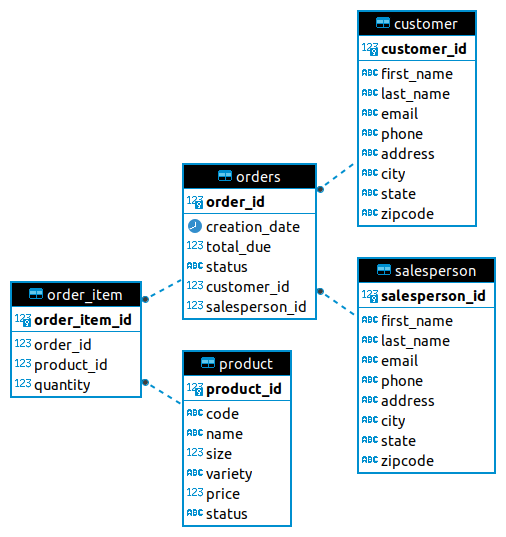 customer
123 customer_id
ABC first_name
ABC last_name
ABC email
ABC phone
ABC address
ABC city
ABC state
ABC zipcode
orders
123 order_id
creation_date
123 total_due
ABC status
123 customer_id
123 salesperson_id
salesperson
123 salesperson_id
ABC first_name
ABC last_name
ABC email
ABC phone
ABC address
ABC city
ABC state
ABC zipcode
order_item
123 order_item_id
123 order_id
123 product_id
123 quantity
product
123 product_id
ABC code
ABC name
123 size
ABC variety
123 price
ABC status